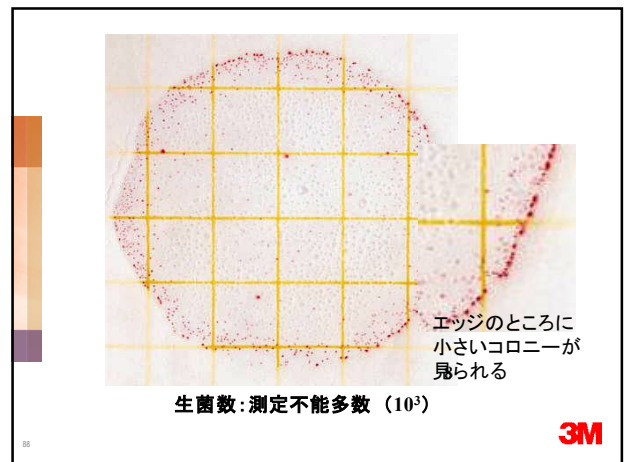 エッジのところに
小さいコロニーが
見られる
生菌数：測定不能多数 （10³）
88
3M